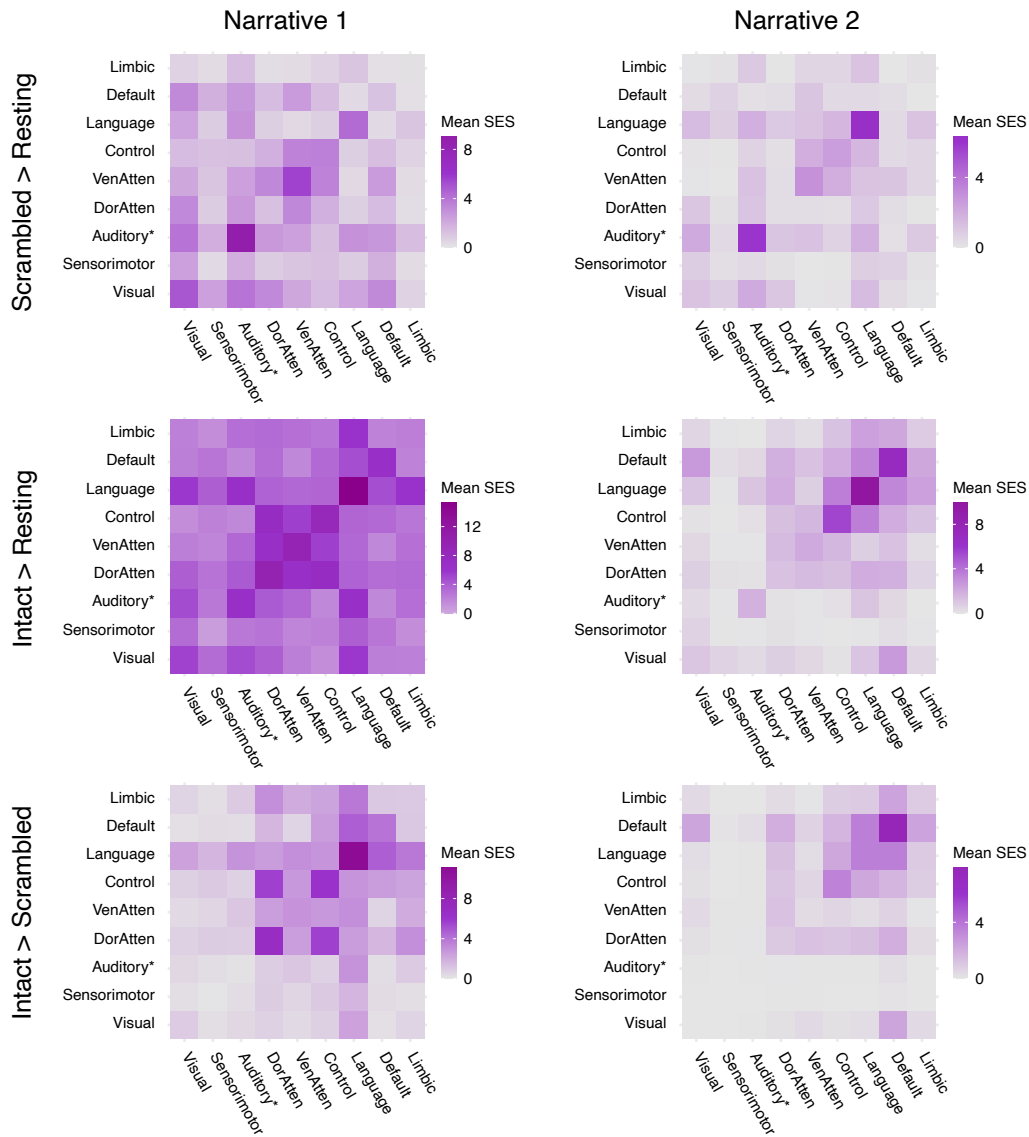 Narrative 1
Narrative 2
Scrambled > Resting
Limbic
Default
Language
Control
VenAtten
DorAtten
Auditory*
Sensorimotor
Visual
Visual
Sensorimotor
Auditory*
DorAtten
VenAtten
Control
Language
Default
Limbic
Mean SES
8
4
0
Limbic
Default
Language
Control
VenAtten
DorAtten
Auditory*
Sensorimotor
Visual
Visual
Sensorimotor
Auditory*
DorAtten
VenAtten
Control
Language
Default
Limbic
Mean SES
4
0
Intact > Resting
Limbic
Default
Language
Control
VenAtten
DorAtten
Auditory*
Sensorimotor
Visual
Visual
Sensorimotor
Auditory*
DorAtten
VenAtten
Control
Language
Default
Limbic
Mean SES
12
8
4
0
Limbic
Default
Language
Control
VenAtten
DorAtten
Auditory*
Sensorimotor
Visual
Visual
Sensorimotor
Auditory*
DorAtten
VenAtten
Control
Language
Default
Limbic
Mean SES
8
4
0
Intact > Scrambled
Limbic
Default
Language
Control
VenAtten
DorAtten
Auditory*
Sensorimotor
Visual
Visual
Sensorimotor
Auditory*
DorAtten
VenAtten
Control
Language
Default
Limbic
Mean SES
8
4
0
Limbic
Default
Language
Control
VenAtten
DorAtten
Auditory*
Sensorimotor
Visual
Visual
Sensorimotor
Auditory*
DorAtten
VenAtten
Control
Language
Default
Limbic
Mean SES
4
0